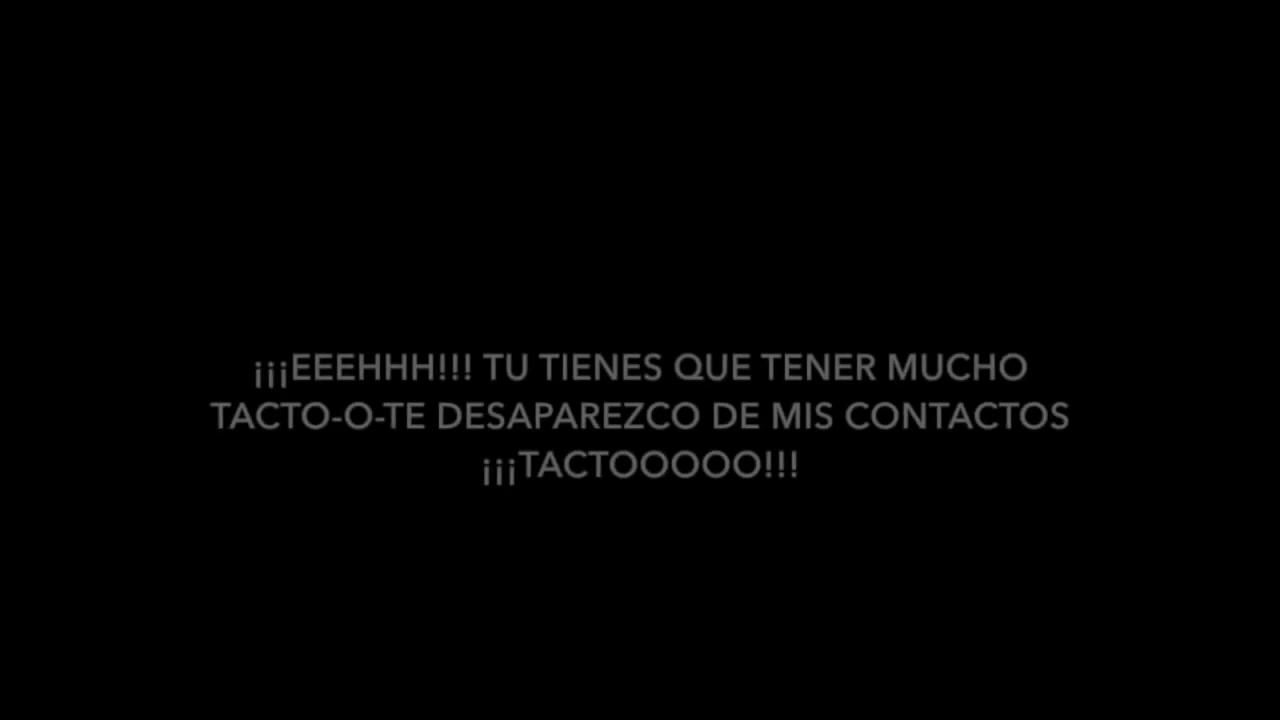 ¡¡¡EEEHHH!!! TU TIENES QUE TENER MUCHO
TACTO-O-TE DESAPAREZCO DE MIS CONTACTOS
¡¡¡TACTOOOOO!!!